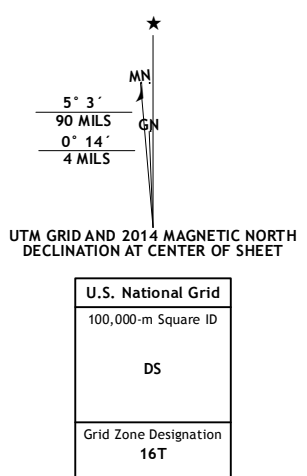 MN
5° 3´
90 MILS
GN
0° 14´
4 MILS
UTM GRID AND 2014 MAGNETIC NORTH
DECLINATION AT CENTER OF SHEET
U.S. National Grid
100,000-m Square ID
DS
Grid Zone Designation
16T